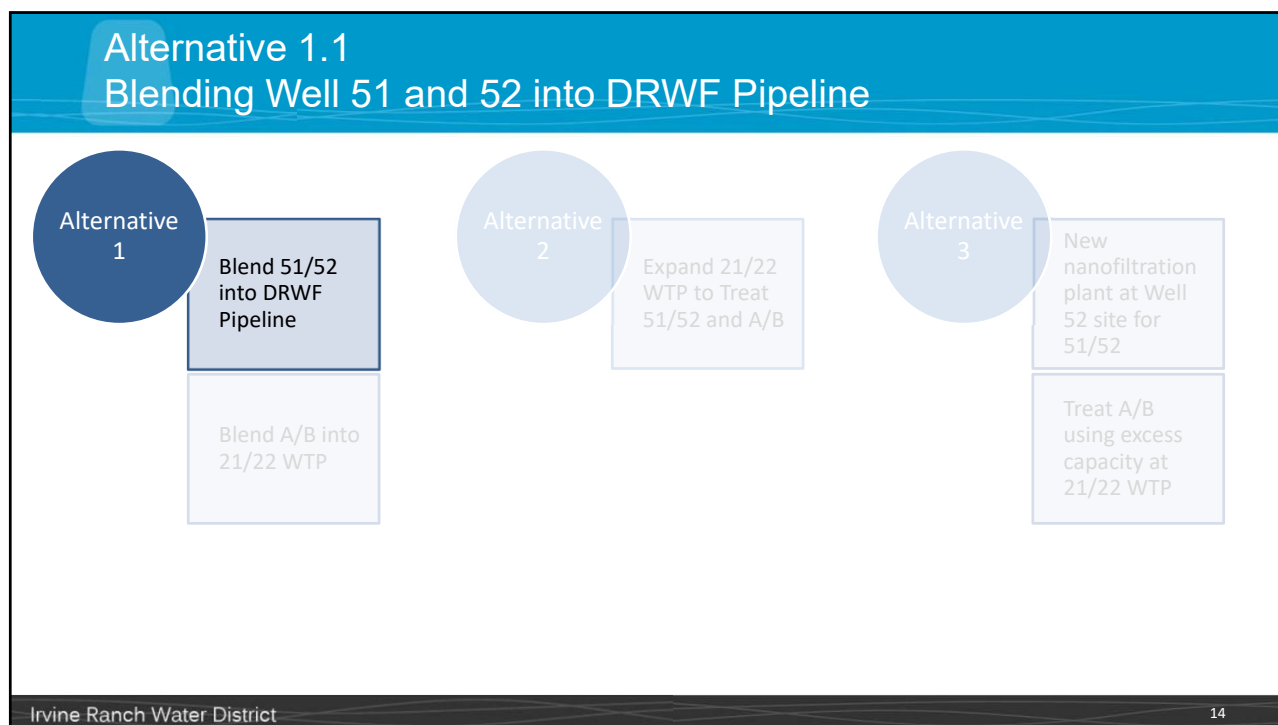 Alternative 1.1
Blending Well 51 and 52 into DRWF Pipeline
Alternative
1
Blend 51/52
into DRWF
Pipeline
Blend A/B into
21/22 WTP
Alternative
2
Expand 21/22
WTP to Treat
51/52 and A/B
Alternative
3
New
nanofiltration
plant at Well
52 site for
51/52
Treat A/B
using excess
capacity at
21/22 WTP
Irvine Ranch Water District
14